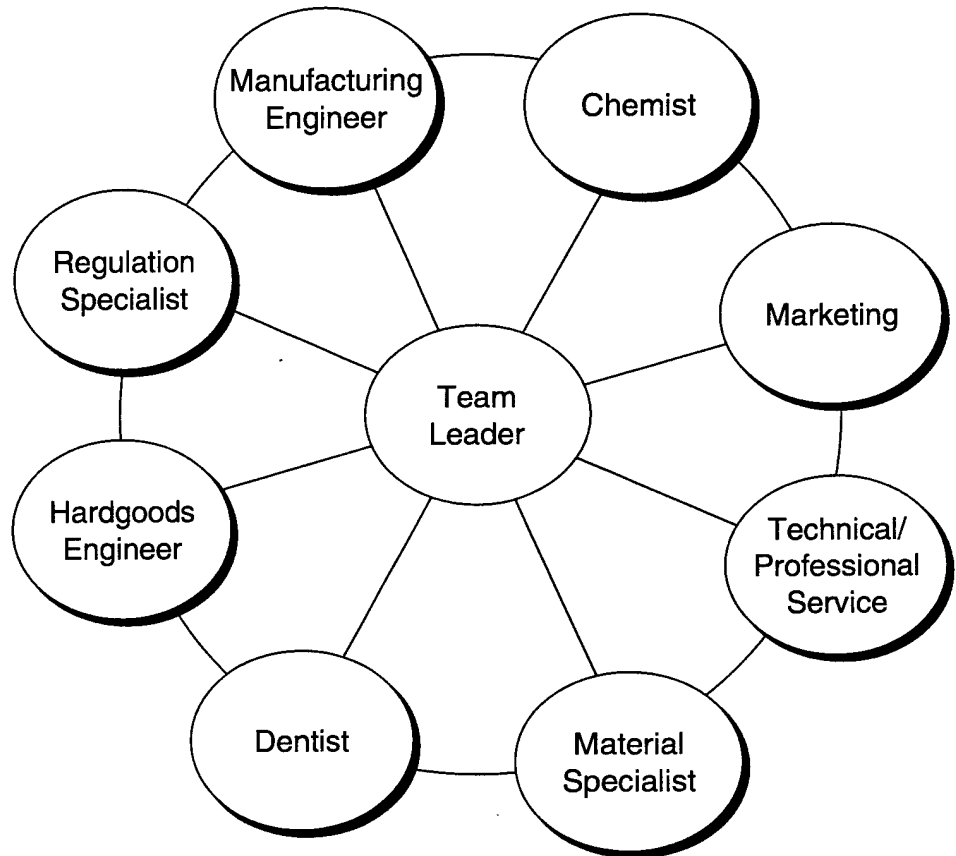 Manufacturing
Engineer
Chemist
Regulation
Specialist
Marketing
Team
Leader
Hardgoods
Engineer
Technical/
Professional
Service
Dentist
Material
Specialist